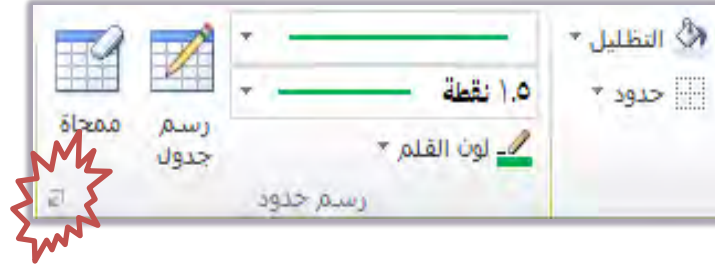 التظليل
حدود
١.٥ نقطة
لون القلم
رسم جدول
ممحاة
رسم حدود